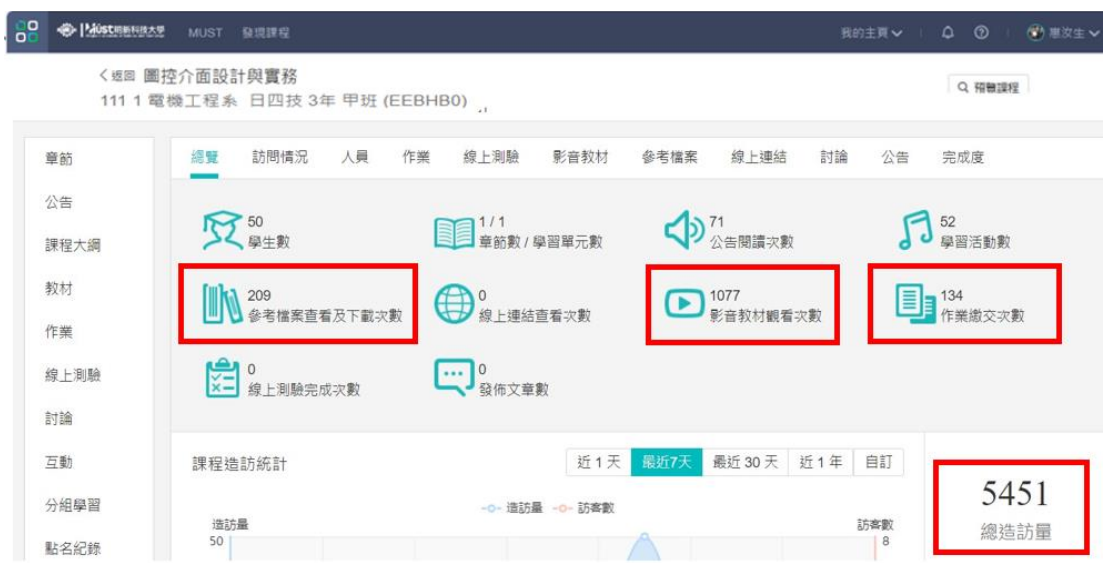 MUST明新科技大學 MUST 發現課程 我的主頁
< 返回 圖控介面設計與實務
111 1 電機工程系 日四技 3年 甲班 (EEBHB0)
預覽課程
章節
公告
課程大綱
教材
作業
線上測驗
討論
互動
分組學習
點名紀錄
總覽 訪問情況 人員 作業 線上測驗 影音教材 參考檔案 線上連結 討論 公告 完成度
50
學生數
1 / 1
章節數 / 學習單元數
71
公告閱讀次數
52
學習活動數
209
參考檔案查看及下載次數
0
線上連結查看次數
1077
影音教材觀看次數
134
作業繳交次數
0
線上測驗完成次數
0
發佈文章數
課程造訪統計
近 1 天 最近7天 最近 30 天 近 1 年 自訂
造訪量 訪客數
造訪量 訪客數
50 8
5451
總造訪量